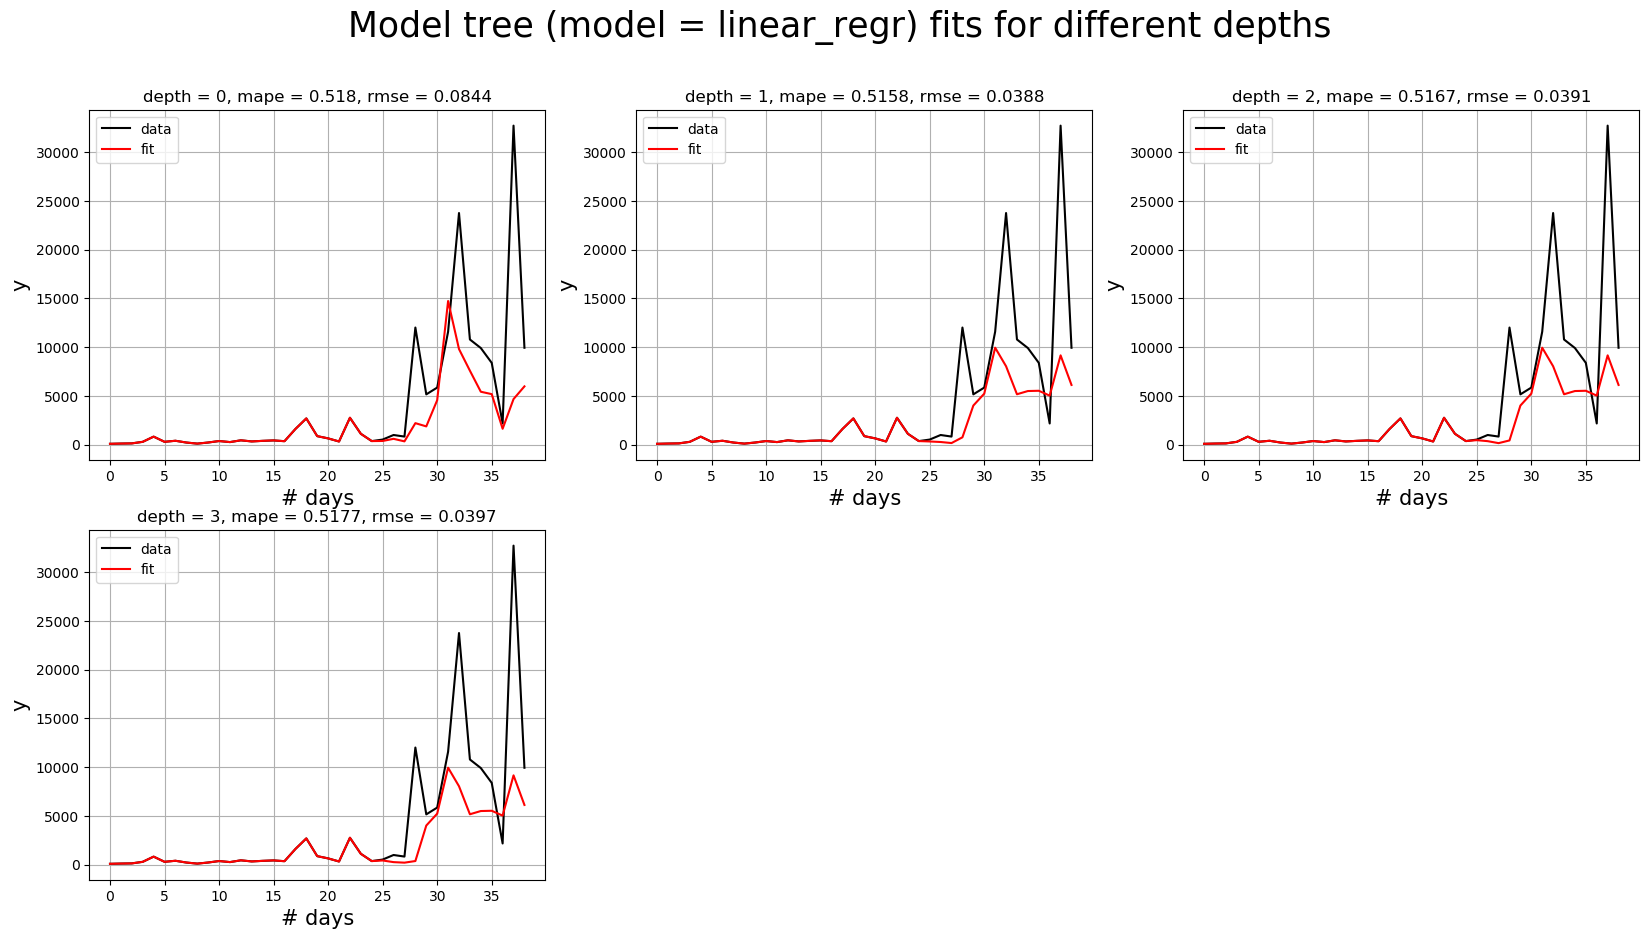 Model tree (model = linear_regr) fits for different depths
depth = 0, mape = 0.518, rmse = 0.0844
data
fit
30000
25000
20000
15000
10000
5000
0
y
0 5 10 15 20 25 30 35
# days
depth = 1, mape = 0.5158, rmse = 0.0388
data
fit
30000
25000
20000
15000
10000
5000
0
y
0 5 10 15 20 25 30 35
# days
depth = 2, mape = 0.5167, rmse = 0.0391
data
fit
30000
25000
20000
15000
10000
5000
0
y
0 5 10 15 20 25 30 35
# days
depth = 3, mape = 0.5177, rmse = 0.0397
data
fit
30000
25000
20000
15000
10000
5000
0
y
0 5 10 15 20 25 30 35
# days